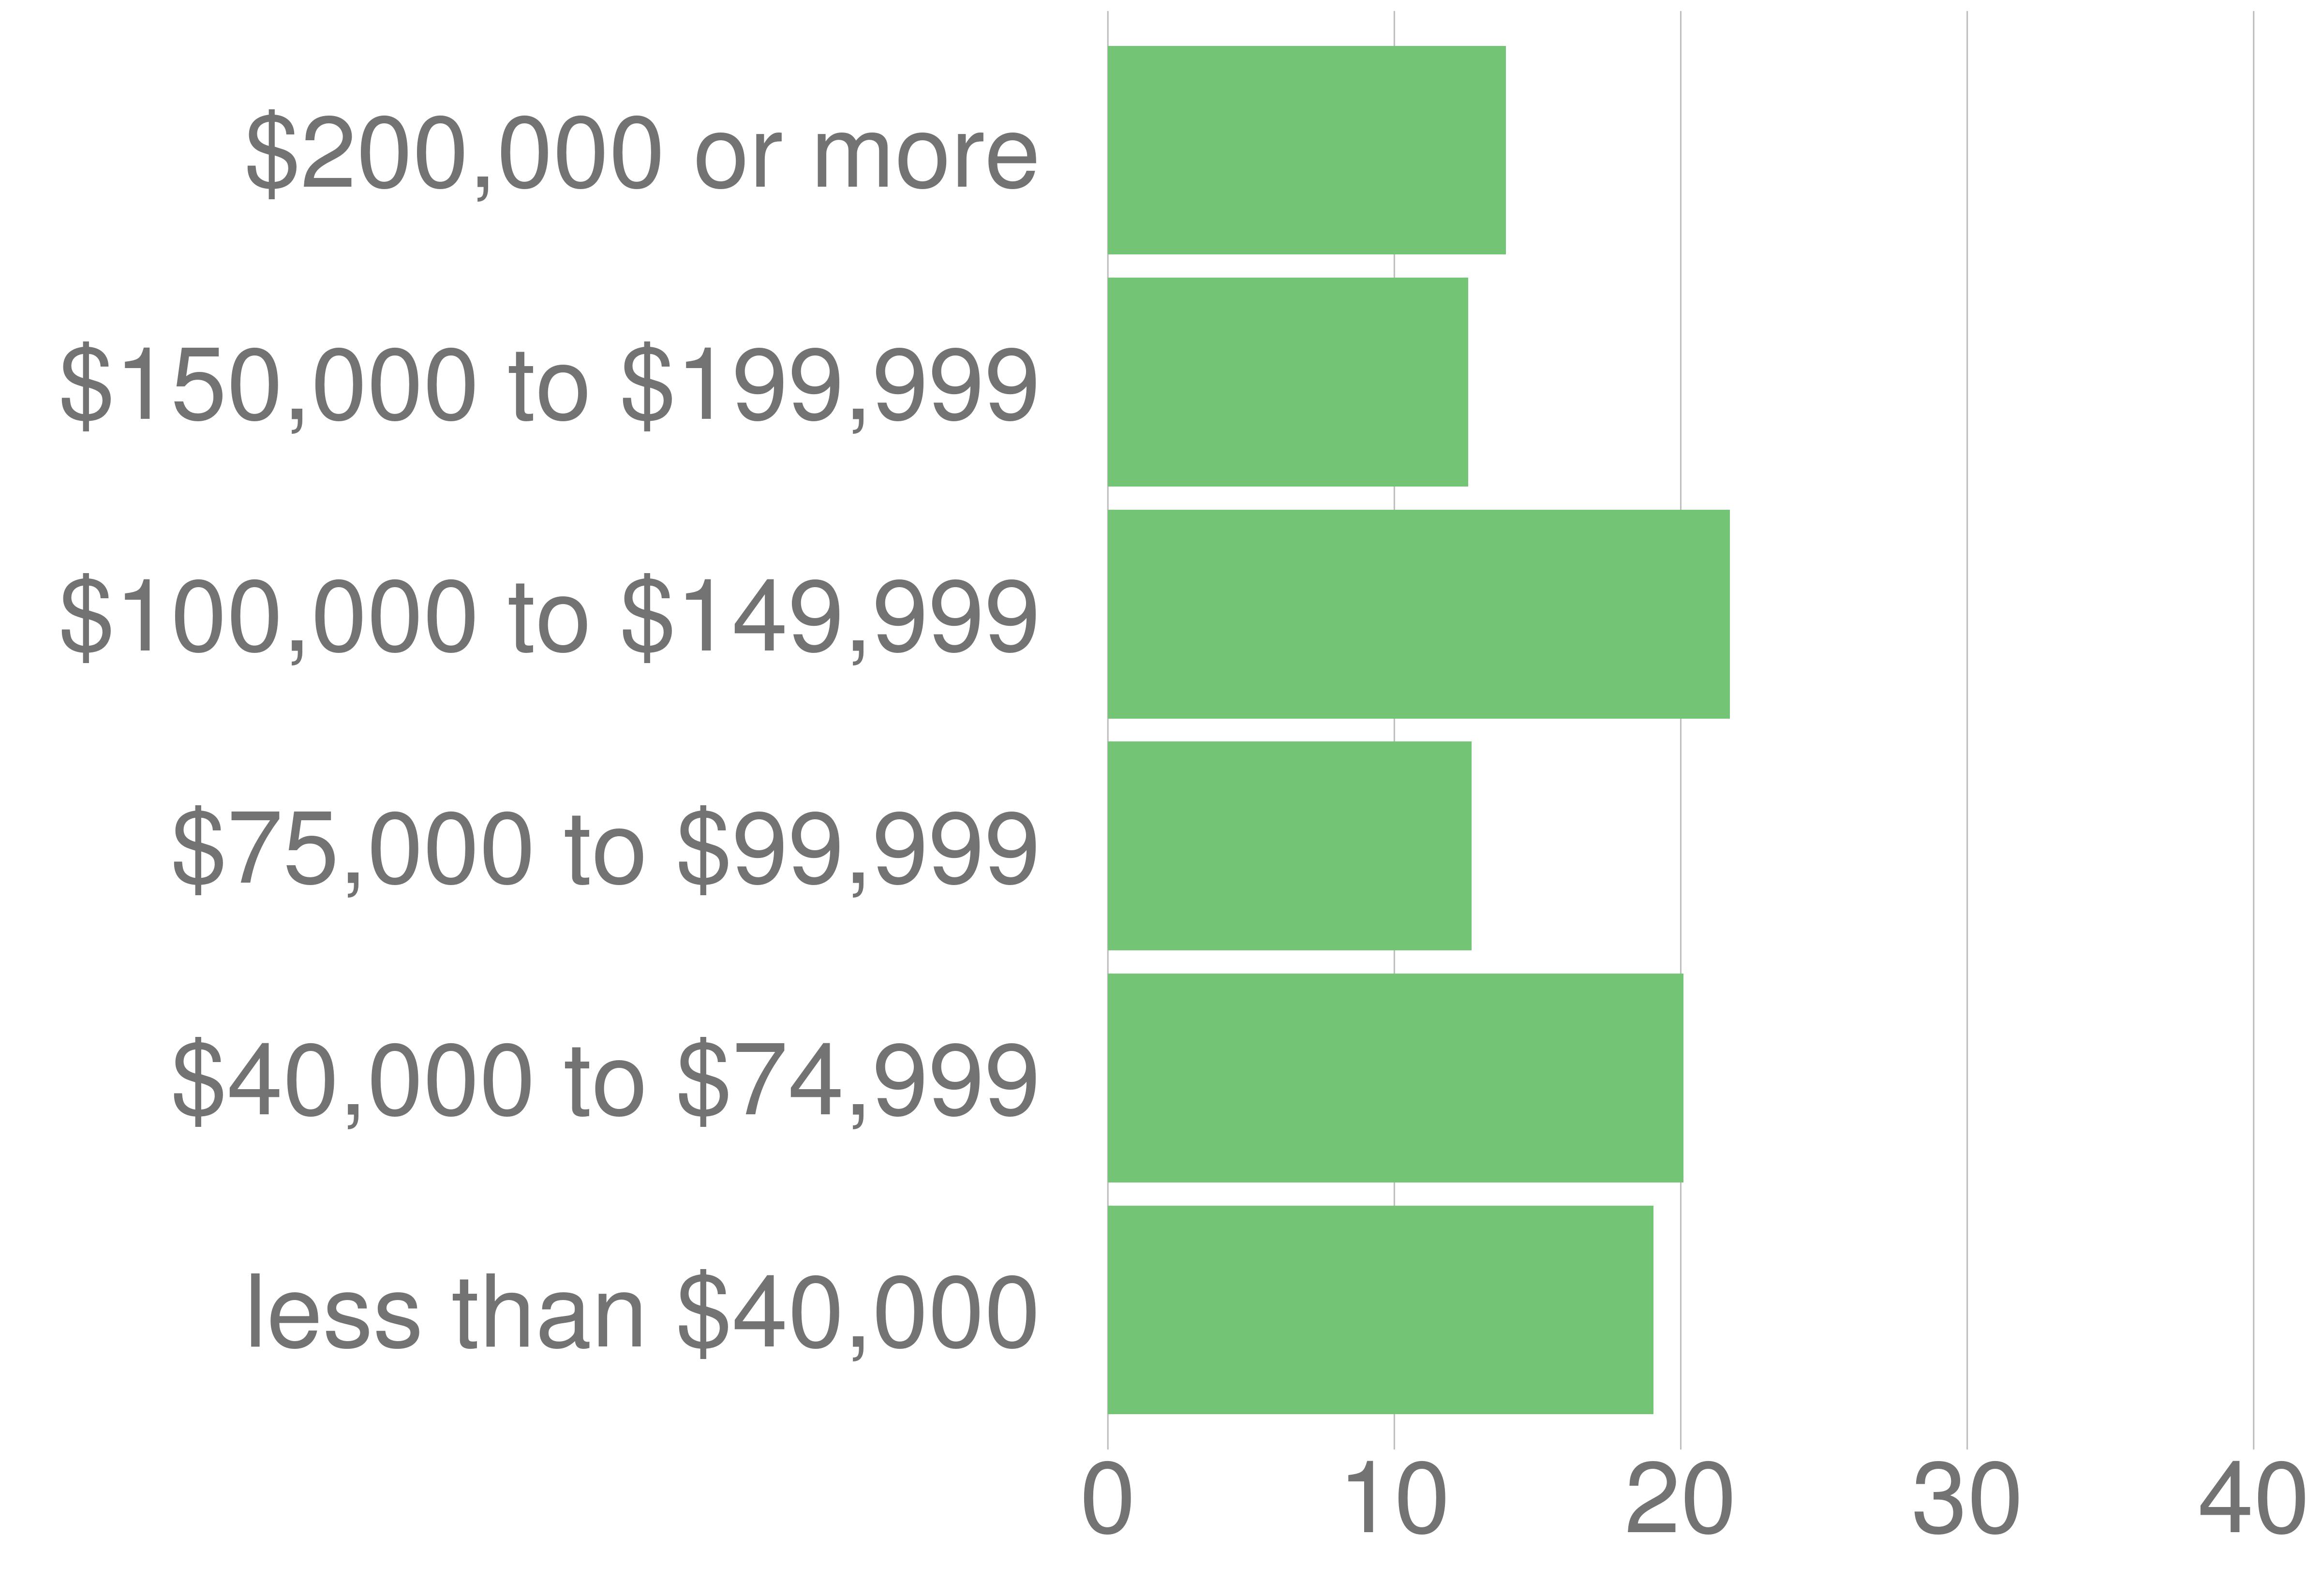 $200,000 or more
$150,000 to $199,999
$100,000 to $149,999
$75,000 to $99,999
$40,000 to $74,999
less than $40,000
0 10 20 30 40